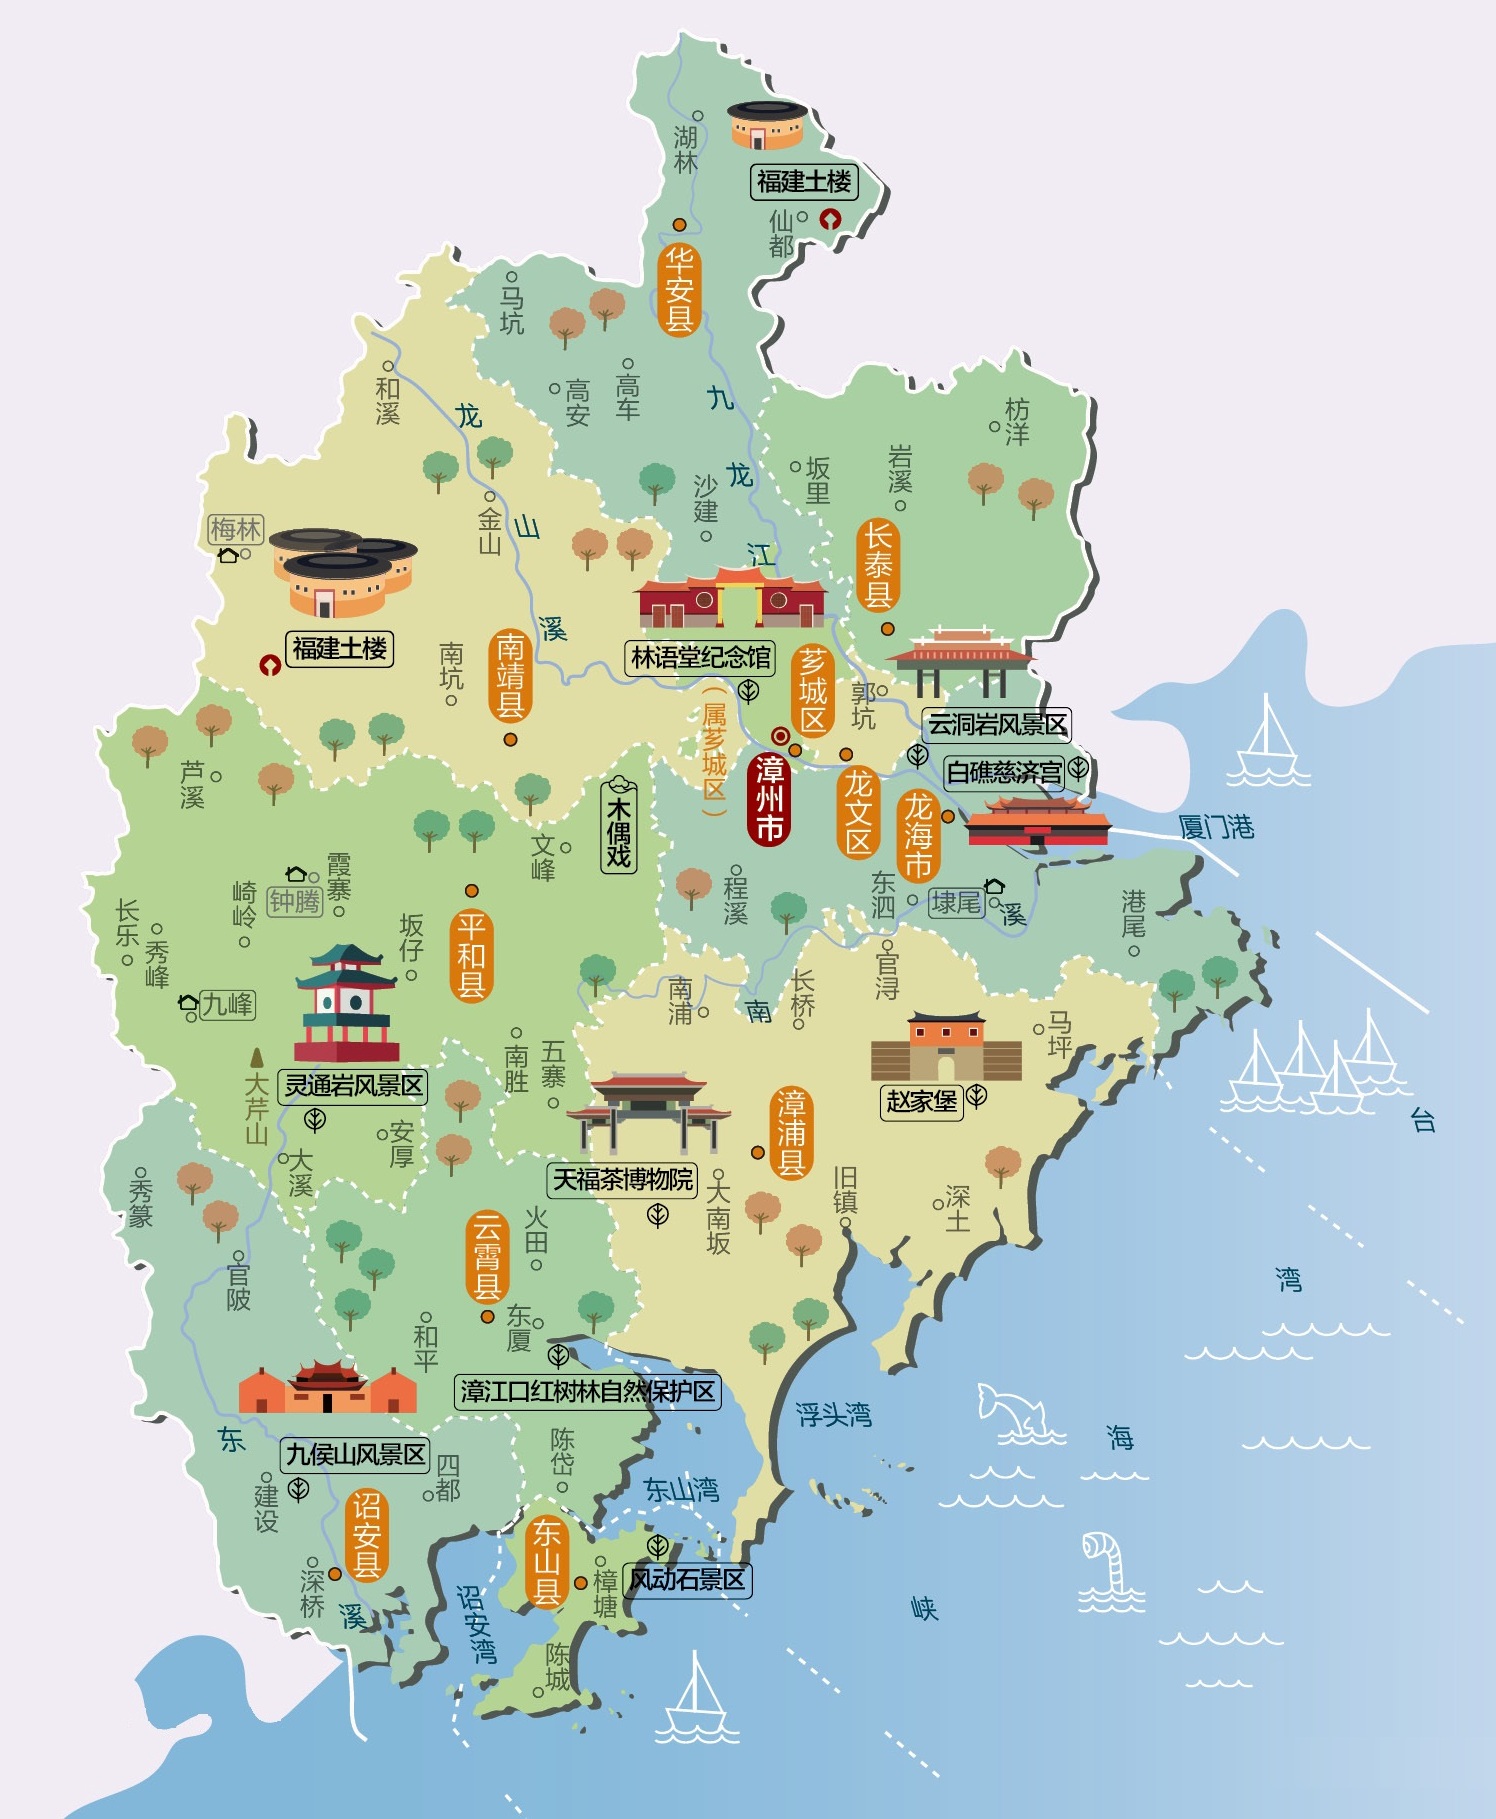 湖林
福建土楼
仙都
华安县
马坑
和溪
高安
高车
九
龙
江
枋洋
龙
山
溪
坂里
岩溪
沙建
金山
梅林
长泰县
福建土楼
南坑
南靖县
林语堂纪念馆
芗城区
郭坑
云洞岩风景区
(属芗城区)
漳州市
龙文区
龙海市
白礁慈济宫
厦门港
芦溪
木偶戏
文峰
霞寨
钟腾
崎岭
程溪
东泗
埭尾
溪
港尾
长乐
秀峰
坂仔
平和县
九峰
官浔
南浦
长桥
南
马坪
南胜
五寨
大芹山
灵通岩风景区
赵家堡
漳浦县
台
安厚
大溪
天福茶博物院
秀篆
大南坂
旧镇
深土
云霄县
火田
官陂
湾
东厦
和平
漳江口红树林自然保护区
浮头湾
东
九侯山风景区
四都
陈岱
海
建设
东山湾
诏安县
东山县
风动石景区
深桥
樟塘
溪
诏安湾
峡
陈城